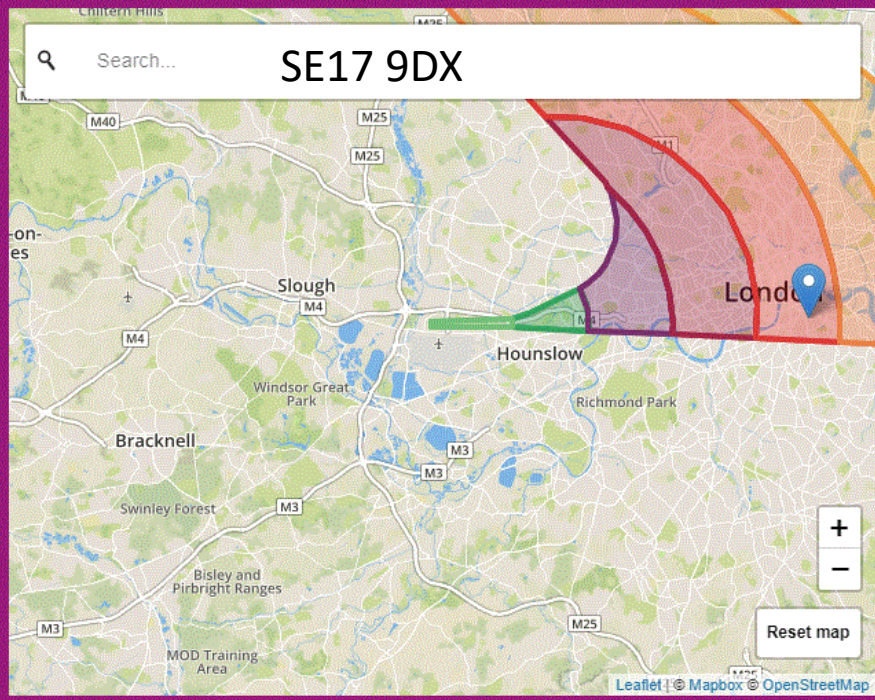 Chiltern Hills
M25
Search...
SE17 9DX
M40
M25
M1
M25
-on-
es
London
Slough
M4
M4
M4
Hounslow
Windsor Great
Park
Richmond Park
Bracknell
M3
M3
Swinley Forest
M3
+
−
Bisley and
Pirbright Ranges
M3
M25
Reset map
MOD Training
Area
M25
Leaflet | © Mapbox © OpenStreetMap